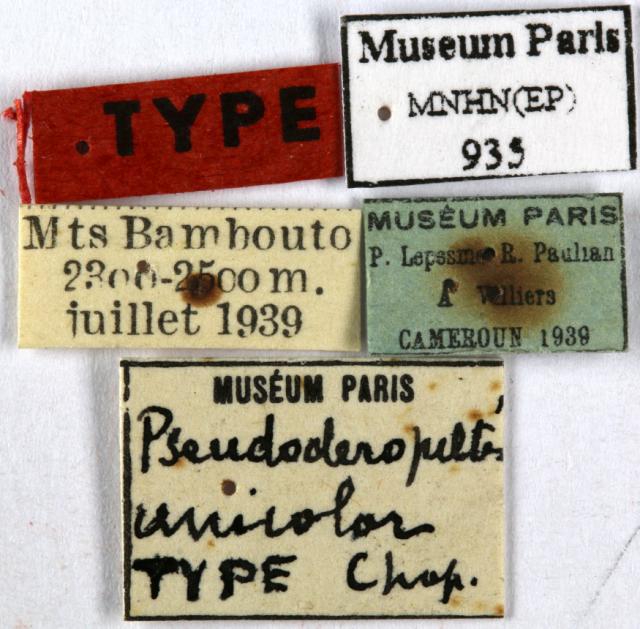 TYPE
Museum Paris
MNHN(EP)
935
Mts Bambouto
2300-2500 m.
juillet 1939
MUSÉUM PARIS
P. Lepesme, R. Paulian
A Villiers
CAMEROUN 1939
MUSÉUM PARIS
Pseudoderopeltis
unicolor
TYPE Chop.